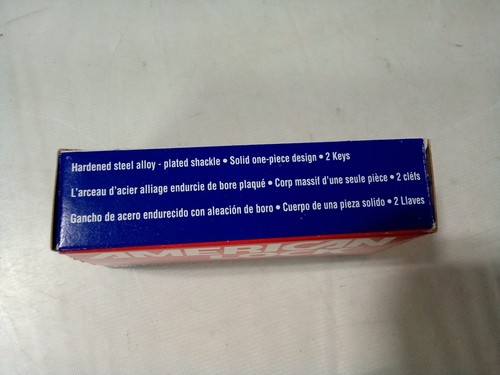 Hardened steel alloy - plated shackle • Solid one-piece design • 2 Keys
L'arceau d'acier alliage endurcie de bore plaqué • Corp massif d'une seule pièce • 2 cléts
Gancho de acero endurecido con aleación de boro • Cuerpo de una pieza solido • 2 Llaves
AMERICAN
LOCK